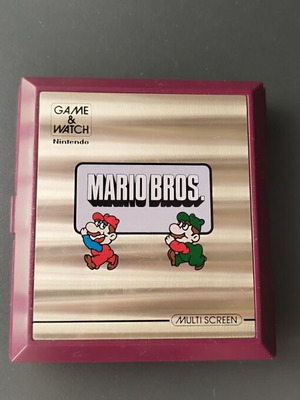 GAME
&
WATCH
Nintendo
MARIO BROS.
MULTI SCREEN